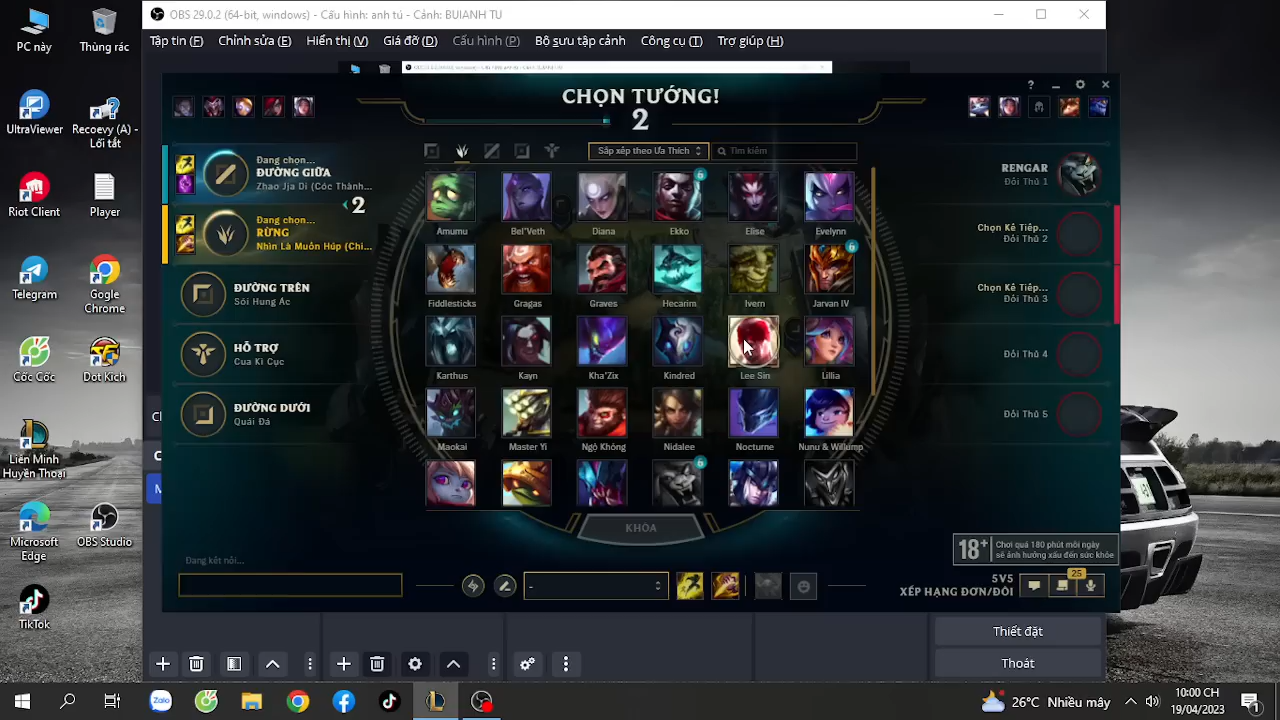 PC này
Thùng rác
UltraViewer
Recovy (A) -
Lối tắt
Riot Client
Player
Telegram
Gogle
Chrome
Cốc Cốc
Dot Kich
Liên Minh
Huyền Thoại
Microsoft
Edge
OBS Studio
TikTok
OBS 29.0.2 (64-bit, windows) - Cấu hình: anh tú - Cảnh: BUIANH TU
Tập tin (F)
Chỉnh sửa (E)
Hiển thị (V)
Giá đỡ (D)
Cấu hình (P)
Bộ sưu tập cảnh
Công cụ (T)
Trợ giúp (H)
CHỌN TƯỚNG!
2
?
Sắp xếp theo Ưa Thích
Tìm kiếm
Đang chọn...
ĐƯỜNG GIỮA
Zhao Jja Di (Cóc Thành...
2
Đang chọn...
RỪNG
Nhìn Là Muốn Húp (Chi...
ĐƯỜNG TRÊN
Sói Hung Ác
HỖ TRỢ
Cua Kì Cục
ĐƯỜNG DƯỚI
Quái Đá
Amumu
Bel'Veth
Diana
Ekko
Elise
Evelynn
Fiddlesticks
Gragas
Graves
Hecarim
Ivern
Jarvan IV
Karthus
Kayn
Kha'Zix
Kindred
Lee Sin
Lillia
Maokai
Master Yi
Ngộ Không
Nidalee
Nocturne
Nunu & Willump
RENGAR
Đối Thủ 1
Chọn Kế Tiếp...
Đối Thủ 2
Chọn Kế Tiếp...
Đối Thủ 3
Đối Thủ 4
Đối Thủ 5
KHÓA
Đang kết nối...
-
18+
Chơi quá 180 phút mỗi ngày
sẽ ảnh hưởng xấu đến sức khỏe
5V5
XẾP HẠNG ĐƠN/ĐÔI
25
Thiết đặt
Thoát
Zalo
26°C Nhiều mây
10:00 CH
19/04/2023
1